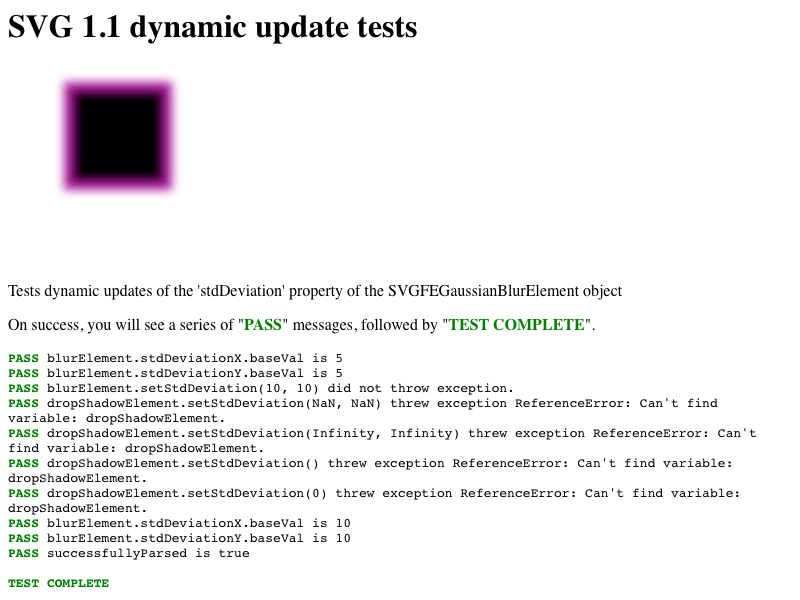 SVG 1.1 dynamic update tests
Tests dynamic updates of the 'stdDeviation' property of the SVGFEGaussianBlurElement object
On success, you will see a series of "PASS" messages, followed by "TEST COMPLETE".
PASS blurElement.stdDeviationX.baseVal is 5
PASS blurElement.stdDeviationY.baseVal is 5
PASS blurElement.setStdDeviation(10, 10) did not throw exception.
PASS dropShadowElement.setStdDeviation(NaN, NaN) threw exception ReferenceError: Can't find
variable: dropShadowElement.
PASS dropShadowElement.setStdDeviation(Infinity, Infinity) threw exception ReferenceError: Can't
find variable: dropShadowElement.
PASS dropShadowElement.setStdDeviation() threw exception ReferenceError: Can't find variable:
dropShadowElement.
PASS dropShadowElement.setStdDeviation(0) threw exception ReferenceError: Can't find variable:
dropShadowElement.
PASS blurElement.stdDeviationX.baseVal is 10
PASS blurElement.stdDeviationY.baseVal is 10
PASS successfullyParsed is true
TEST COMPLETE